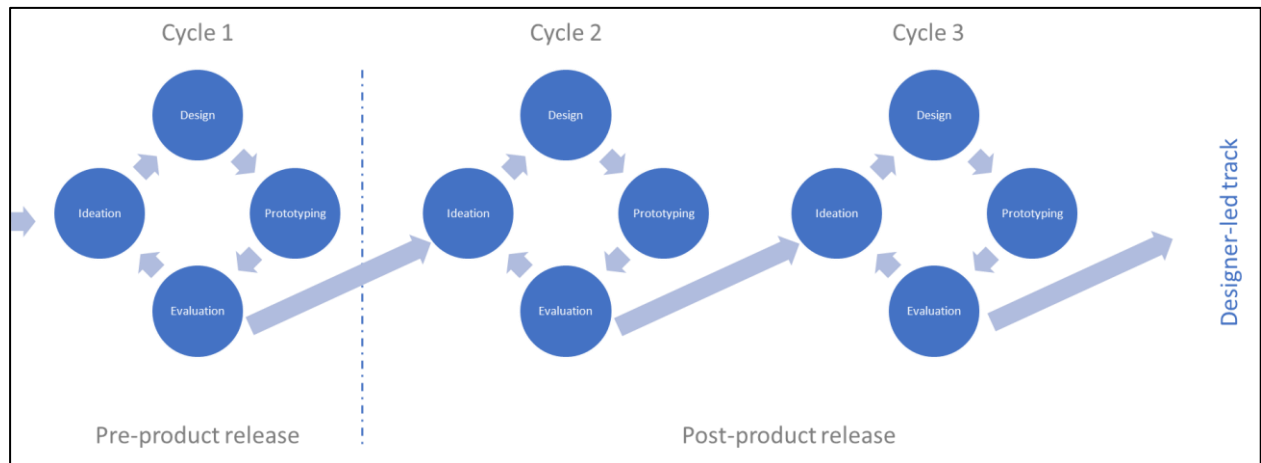 Cycle 1
Cycle 2
Cycle 3
Design
Design
Design
Ideation
Prototyping
Ideation
Prototyping
Ideation
Prototyping
Evaluation
Evaluation
Evaluation
Designer-led track
Pre-product release
Post-product release